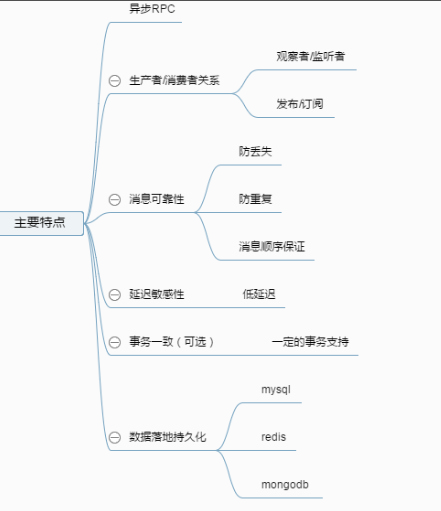 异步RPC
观察者/监听者
生产者/消费者关系
发布/订阅
防丢失
消息可靠性
防重复
主要特点
消息顺序保证
延迟敏感性
低延迟
事务一致（可选）
一定的事务支持
mysql
数据落地持久化
redis
mongodb